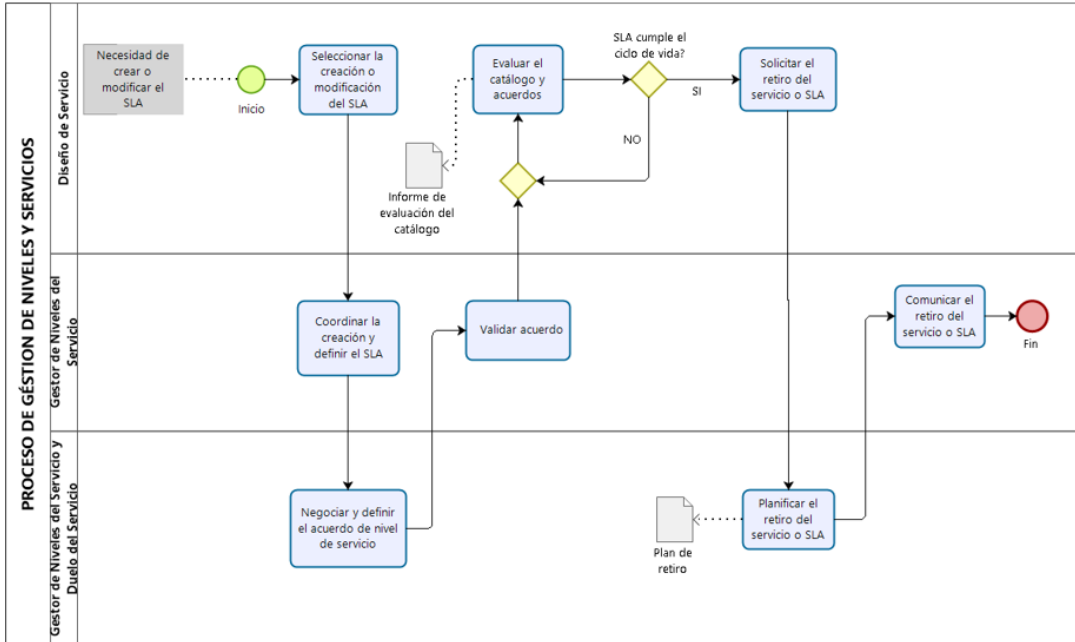 PROCESO DE GÉSTION DE NIVELES Y SERVICIOS
Diseño de Servicio
Necesidad de
crear o
modificar el
SLA
Inicio
Seleccionar la
creación o
modificación
del SLA
Evaluar el
catálogo y
acuerdos
SLA cumple el
ciclo de vida?
SI
NO
Solicitar el
retiro del
servicio o SLA
Informe de
evaluación del
catálogo
Gestor de Niveles del
Servicio
Coordinar la
creación y
definir el SLA
Validar acuerdo
Comunicar el
retiro del
servicio o SLA
Fin
Gestor de Niveles del Servicio y
Duelo del Servicio
Negociar y definir
el acuerdo de nivel
de servicio
Plan de
retiro
Planificar el
retiro del
servicio o SLA